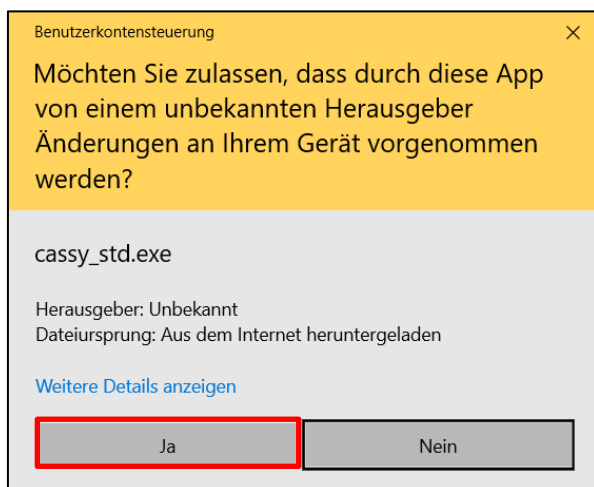 Benutzerkontensteuerung
Möchten Sie zulassen, dass durch diese App
von einem unbekannten Herausgeber
Änderungen an Ihrem Gerät vorgenommen
werden?
cassy_std.exe
Herausgeber: Unbekannt
Dateiursprung: Aus dem Internet heruntergeladen
Weitere Details anzeigen
Ja
Nein